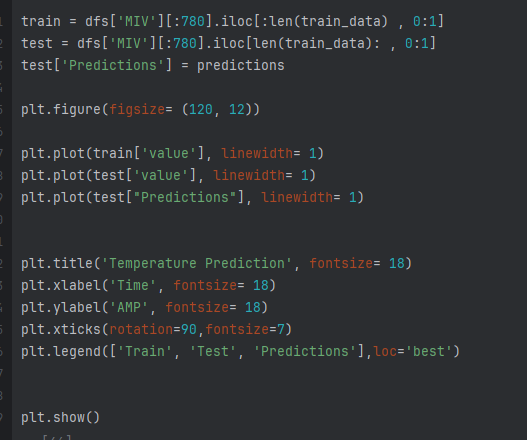 train = dfs['MIV'][:780].iloc[:len(train_data) , 0:1]
test = dfs['MIV'][:780].iloc[len(train_data): , 0:1]
test['Predictions'] = predictions
plt.figure(figsize= (120, 12))
plt.plot(train['value'], linewidth= 1)
plt.plot(test['value'], linewidth= 1)
plt.plot(test["Predictions"], linewidth= 1)
plt.title('Temperature Prediction', fontsize= 18)
plt.xlabel('Time', fontsize= 18)
plt.ylabel('AMP', fontsize= 18)
plt.xticks(rotation=90,fontsize=7)
plt.legend(['Train', 'Test', 'Predictions'],loc='best')
plt.show()